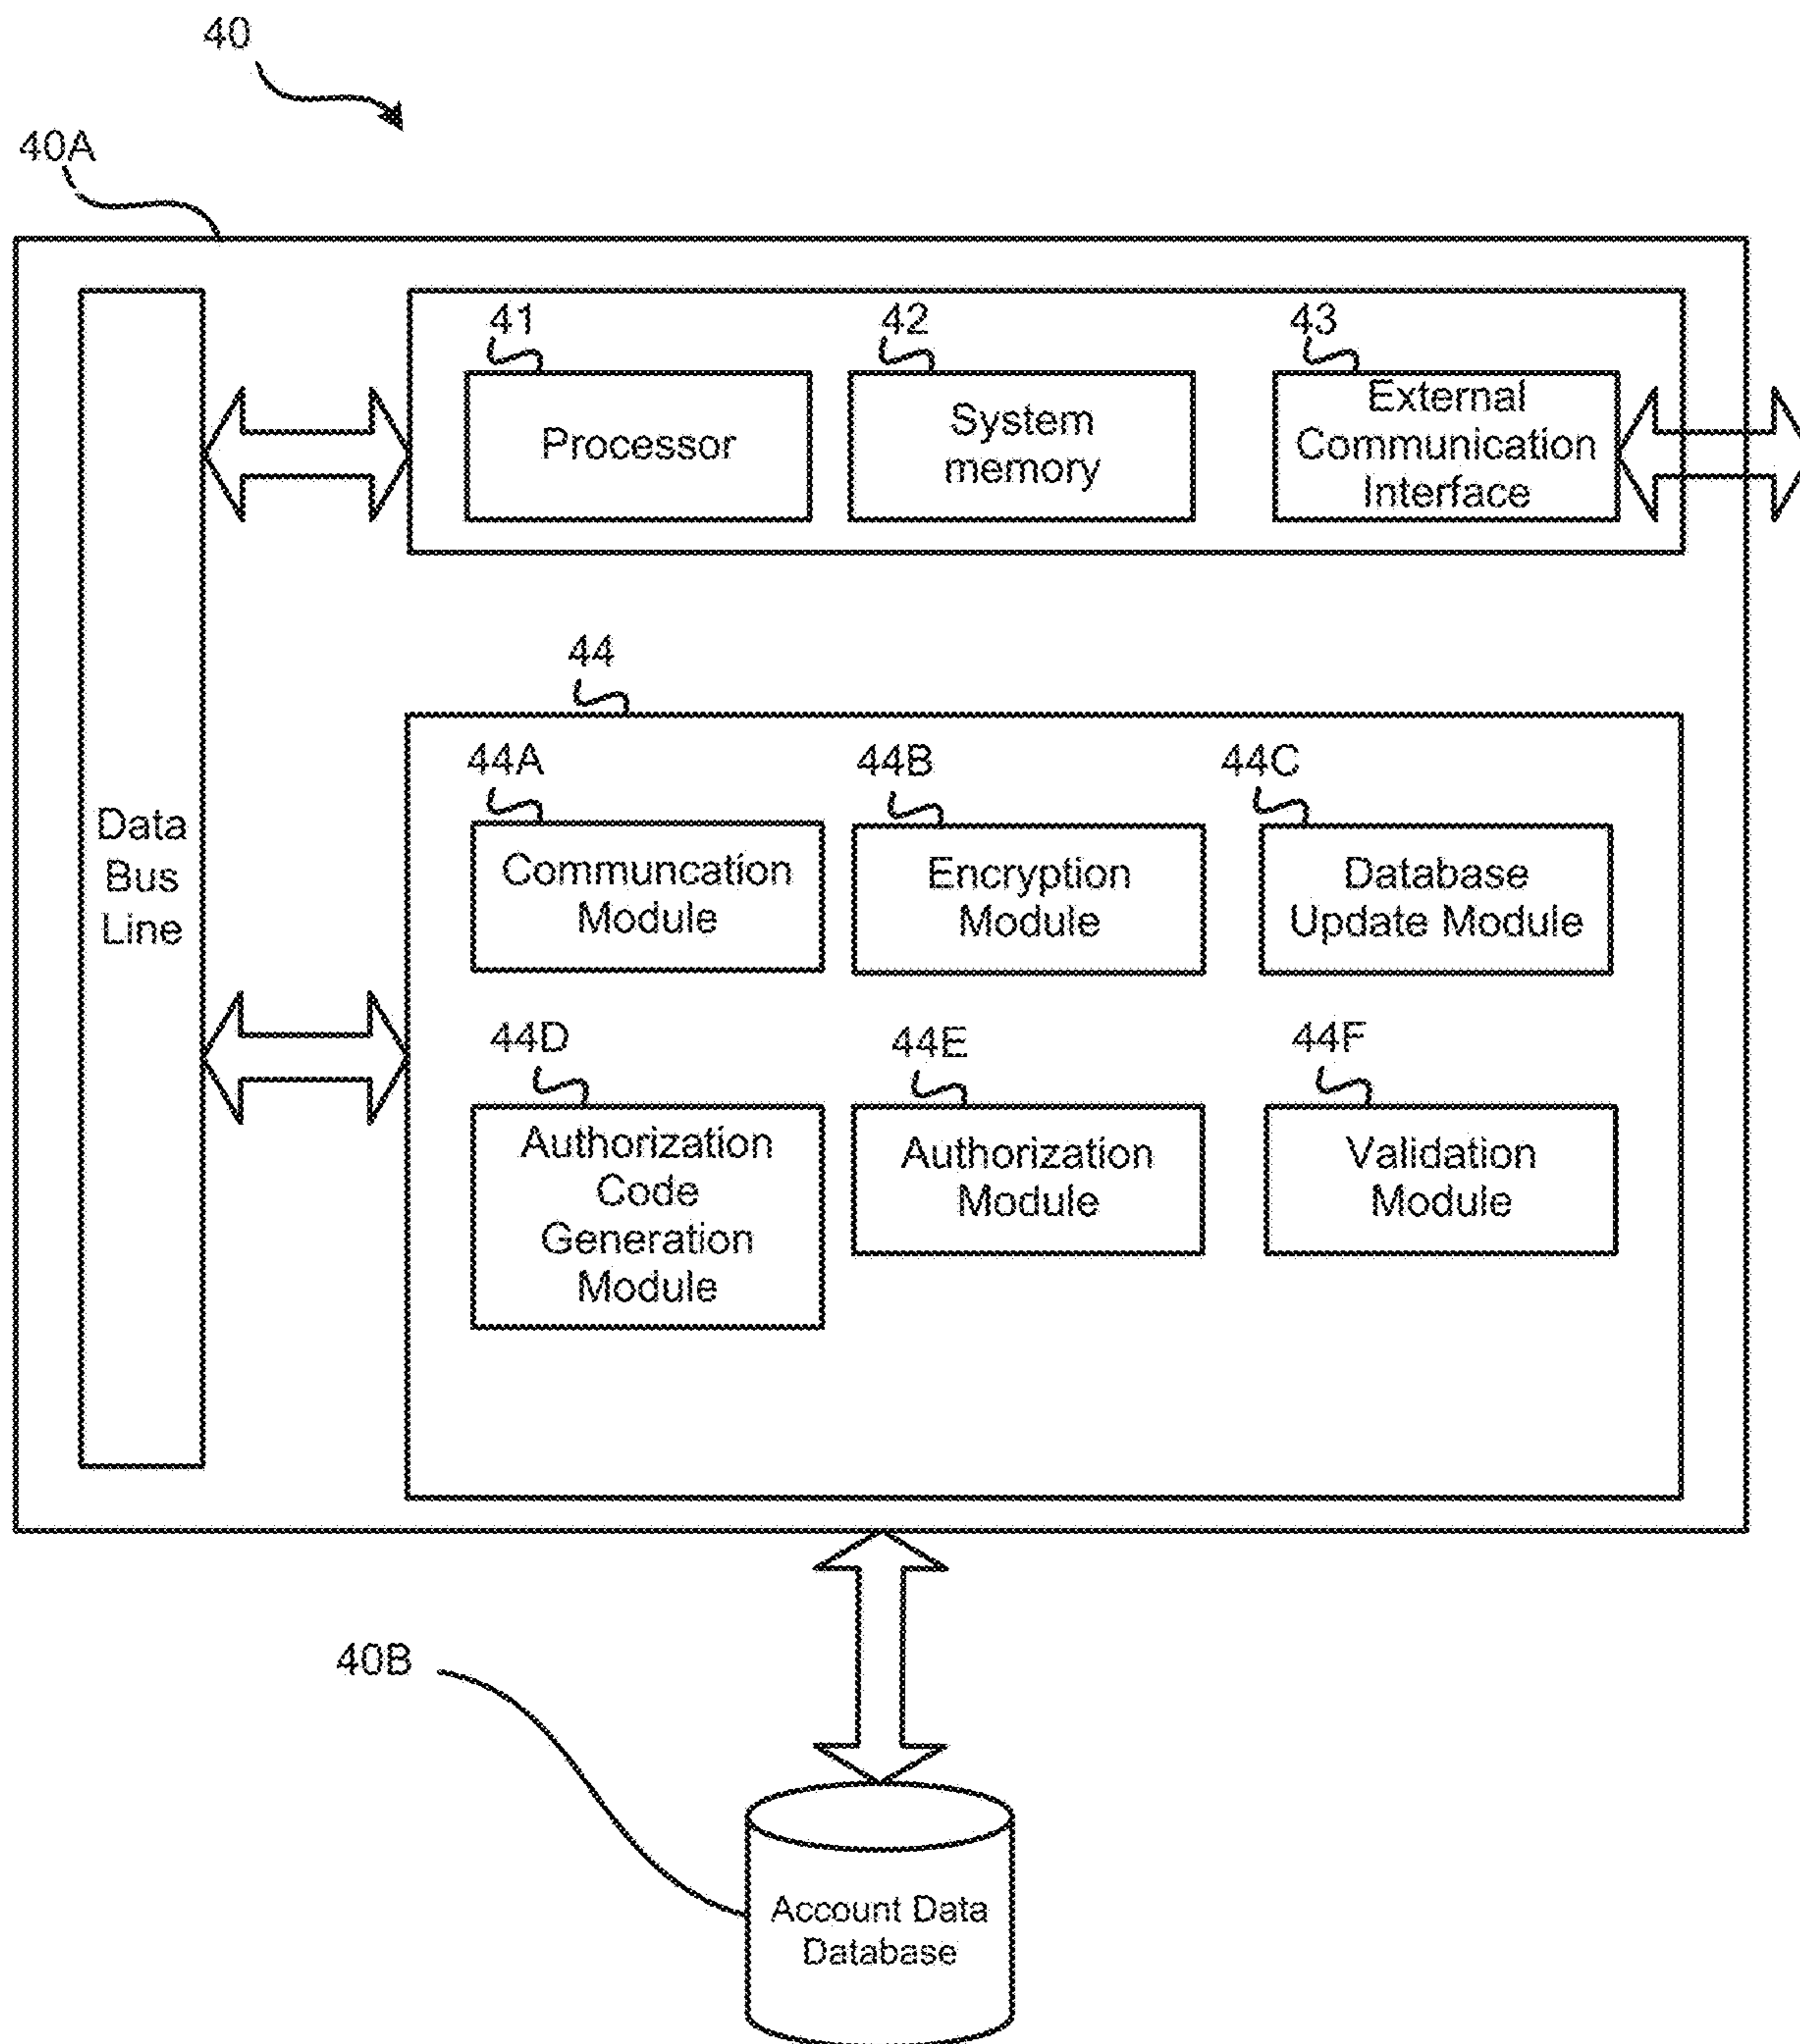 40
40A
41
42
43
Processor
System
memory
External
Communication
Interface
44
44A
44B
44C
Data
Bus
Line
Communcation
Module
Encryption
Module
Database
Update Module
44D
44E
44F
Authorization
Code
Generation
Module
Authorization
Module
Validation
Module
40B
Account Data
Database